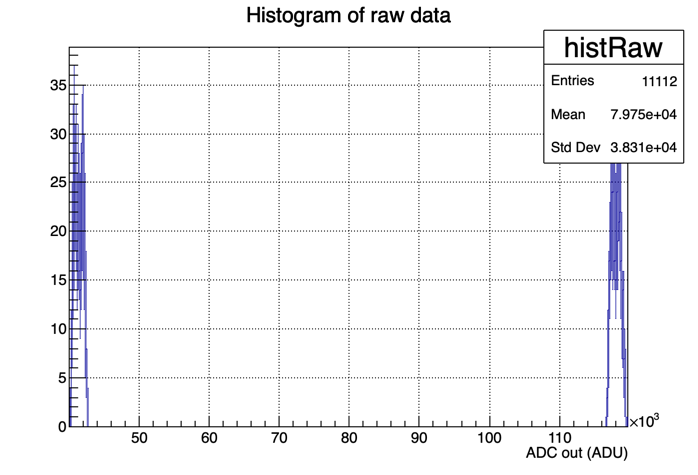 Histogram of raw data
histRaw
Entries 11112
Mean 7.975e+04
Std Dev 3.831e+04
35
30
25
20
15
10
5
0
50 60 70 80 90 100 110
×10³
ADC out (ADU)